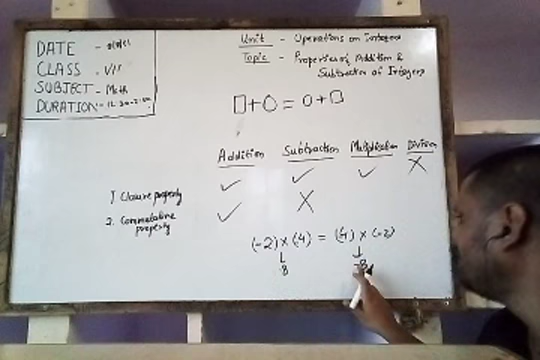 DATE -
CLASS - VII
SUBJECT - Math
DURATION -
Unit - Operations on Integers
Topic - Properties of Addition &
Subtraction of Integers
□+○=○+□
Addition Subtraction Multiplication Division
✓ ✓ ✓ X
1) Closure property
2. Commutative
property
✓ X
(-2)×(4) = (4)×(-2)
↓ ↓